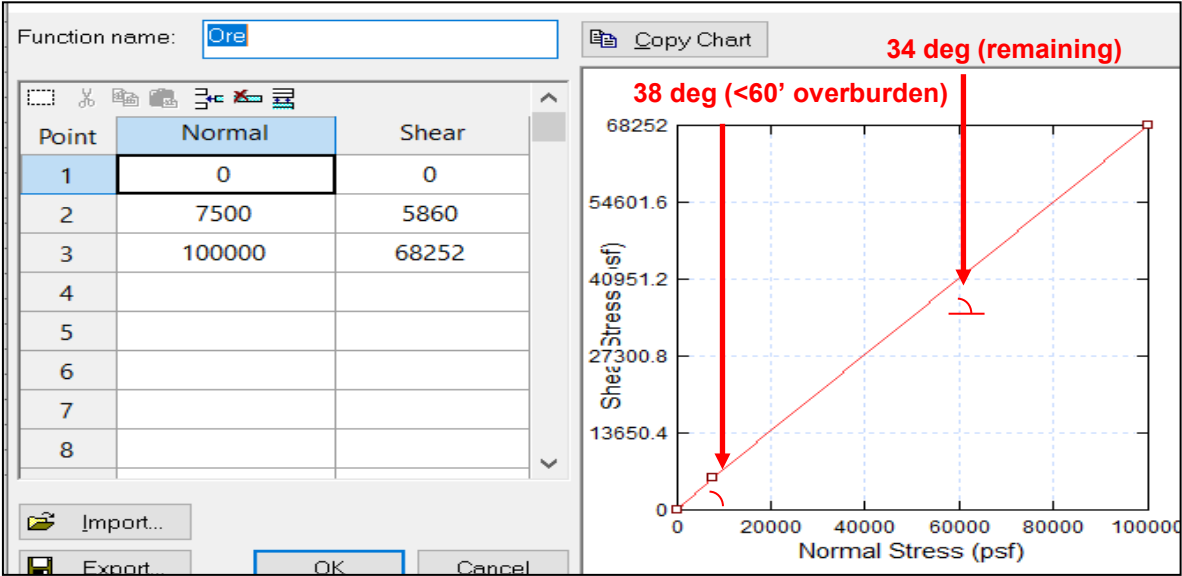 Function name: Ore
Copy Chart
34 deg (remaining)
38 deg (<60’ overburden)
Point Normal Shear
1 0 0
2 7500 5860
3 100000 68252
4
5
6
7
8
Import...
Export...
OK
Cancel
68252
54601.6
40951.2
27300.8
13650.4
0
Shear Stress (psf)
0 20000 40000 60000 80000 100000
Normal Stress (psf)